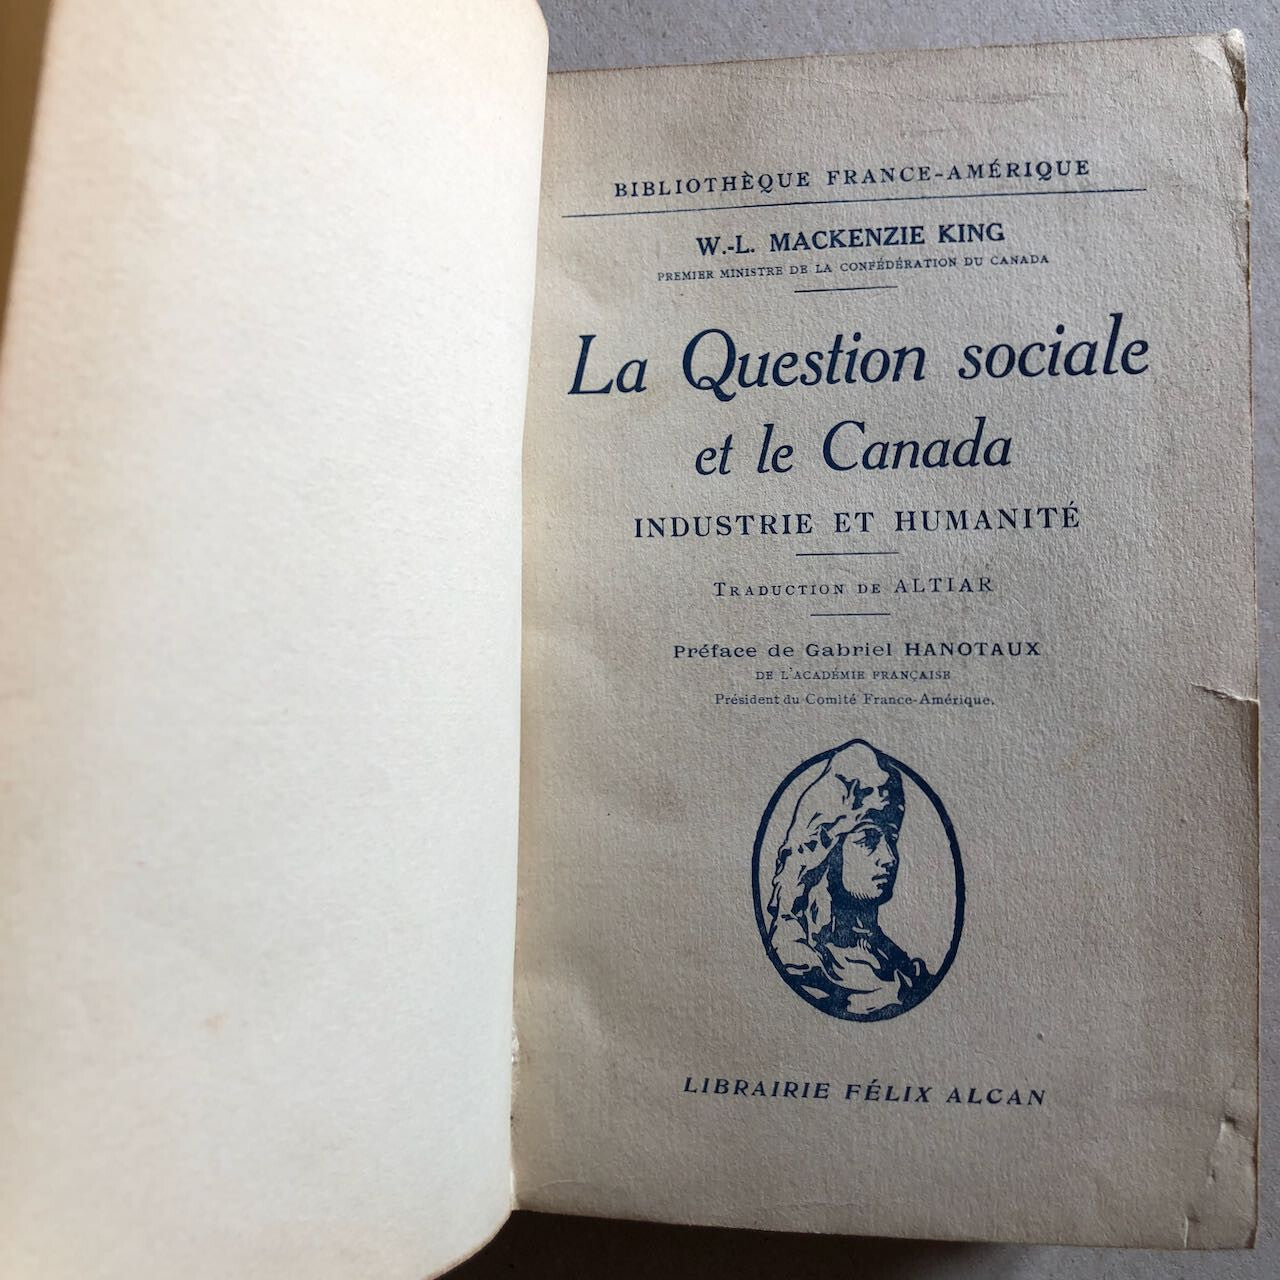 BIBLIOTHÈQUE FRANCE-AMÉRIQUE
W.-L. MACKENZIE KING
PREMIER MINISTRE DE LA CONFÉDÉRATION DU CANADA
La Question sociale
et le Canada
INDUSTRIE ET HUMANITÉ
TRADUCTION DE ALTIAR
Préface de Gabriel HANOTAUX
DE L'ACADÉMIE FRANÇAISE
Président du Comité France-Amérique.
LIBRAIRIE FÉLIX ALCAN